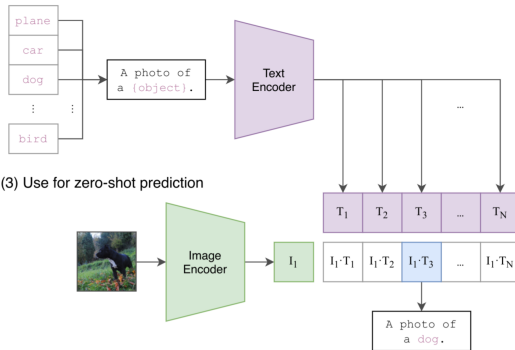 plane
car
dog
⋮ ⋮
bird
A photo of
a {object}.
Text
Encoder
...
(3) Use for zero-shot prediction
T1 T2 T3 ... TN
Image
Encoder
I1
I1·T1 I1·T2 I1·T3 ... I1·TN
A photo of
a dog.